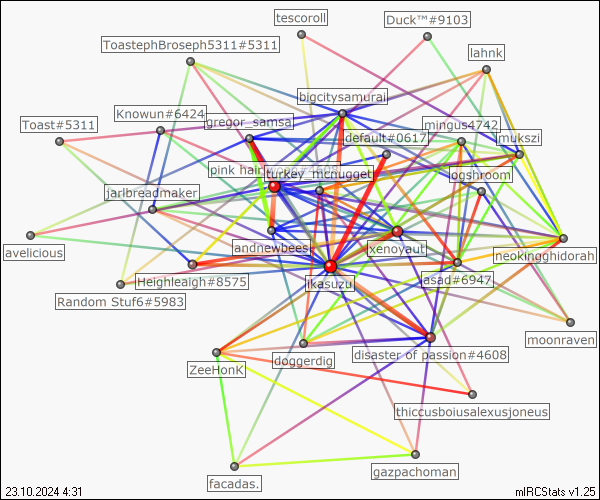 tescoroll
Duck™#9103
ToastephBroseph5311#5311
lahnk
bigcitysamurai
Knowun#6424
gregor_samsa
mingus4742
Toast#5311
default#0617
mukszi
pink hair
turkey_mcnugget
logshroom
jarlbreadmaker
avelicious
andrewbees
xenoyaut
neokingghidorah
Heighleaigh#8575
ikasuzu
asad#6947
Random Stuf6#5983
moonraven
doggerdig
disaster of passion#4608
ZeeHonK
thiccusboiusalexusjoneus
gazpachoman
facadas.
23.10.2024 4:31
mIRCStats v1.25